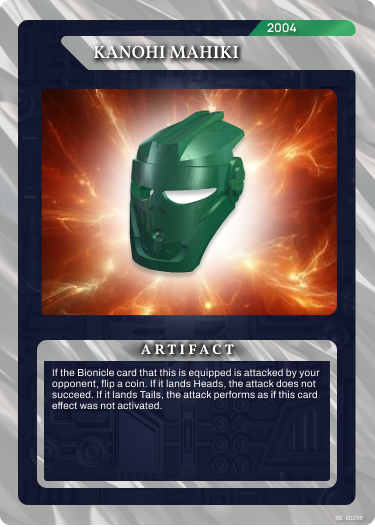 2004
KANOHI MAHIKI
ARTIFACT
If the Bionicle card that this is equipped is attacked by your
opponent, flip a coin. If it lands Heads, the attack does not
succeed. If it lands Tails, the attack performs as if this card
effect was not activated.
SE-00256